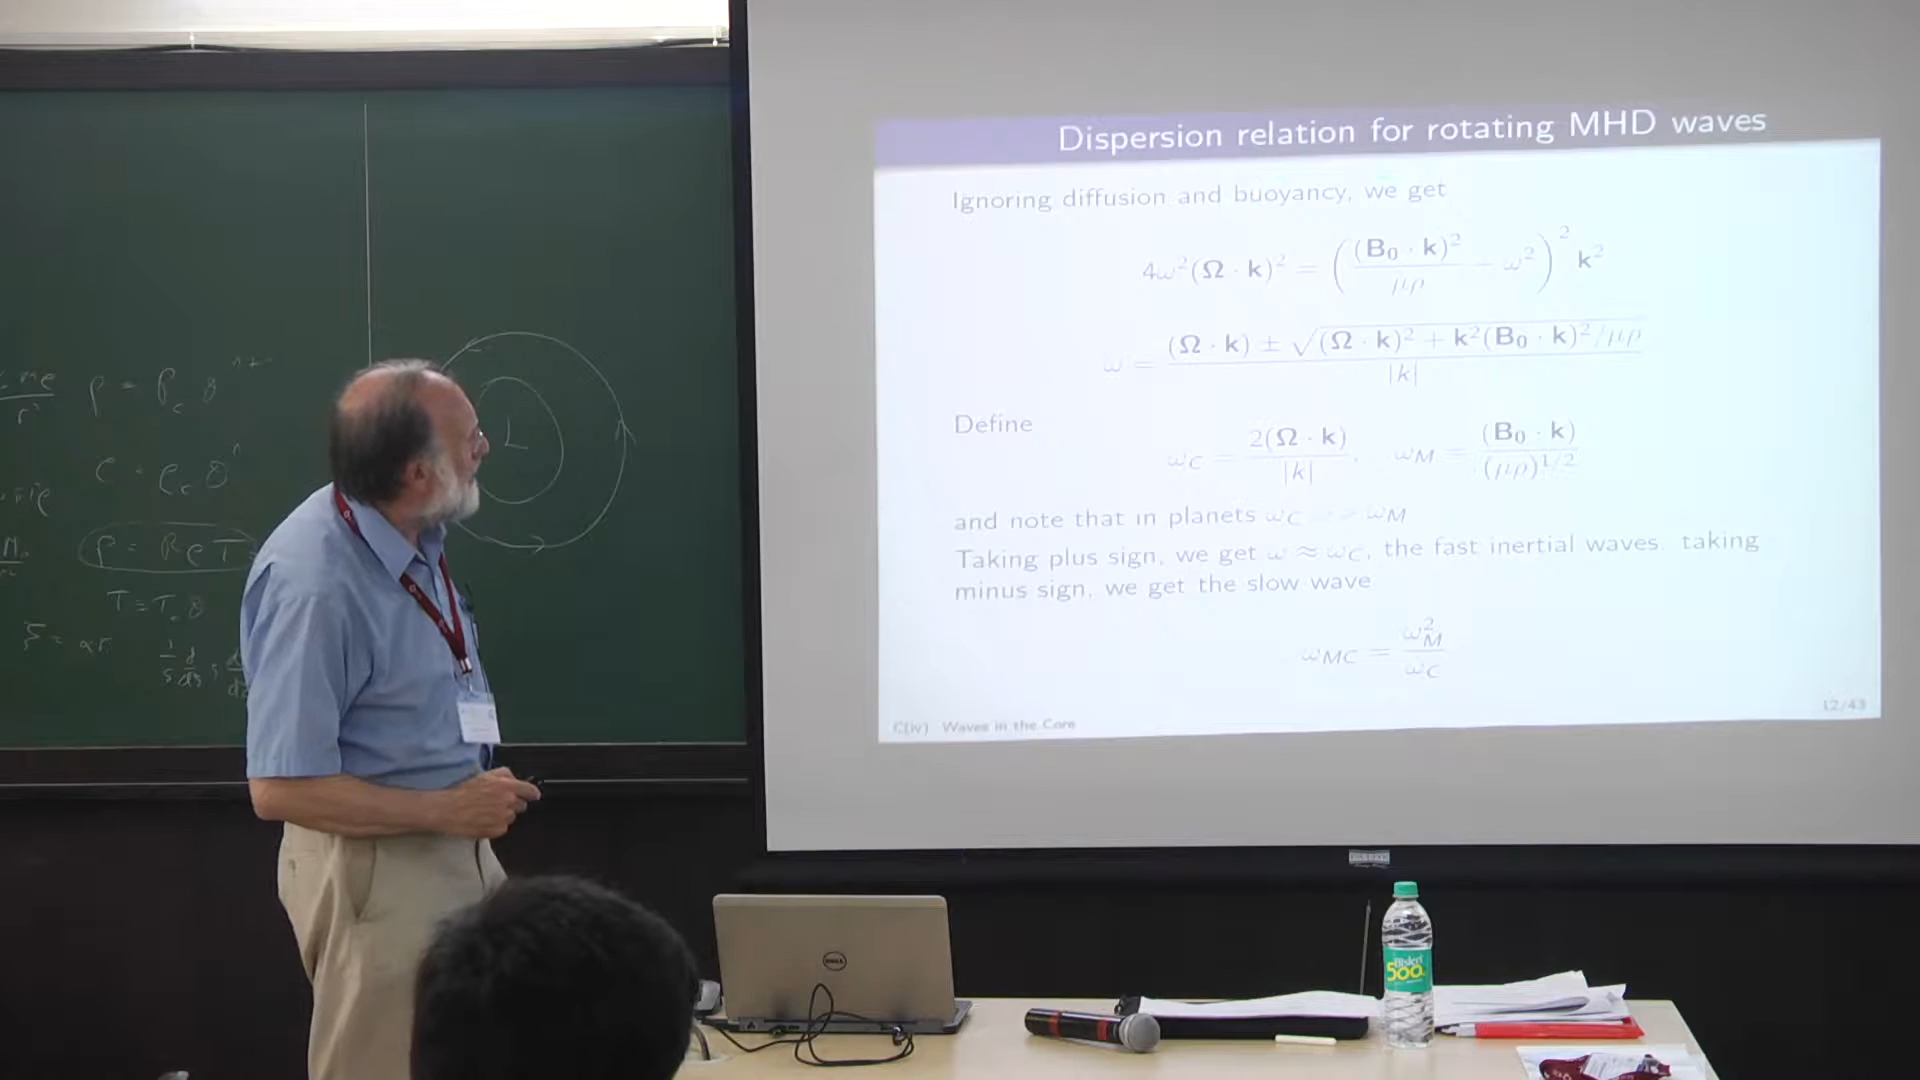 Dispersion relation for rotating MHD waves
Ignoring diffusion and buoyancy, we get
4ω²(Ω · k)² = ((B₀ · k)² / μρ − ω²)² k²
ω = ((Ω · k) ± √((Ω · k)² + k²(B₀ · k)²/μρ)) / |k|
Define
ω_C = 2(Ω · k) / |k|, ω_M = (B₀ · k) / (μρ)^1/2
and note that in planets ω_C >> ω_M
Taking plus sign, we get ω ≈ ω_C, the fast inertial waves. taking
minus sign, we get the slow wave
ω_MC = ω_M² / ω_C
C(iv) Waves in the Core
12/43
L
DELL
Bisleri
500